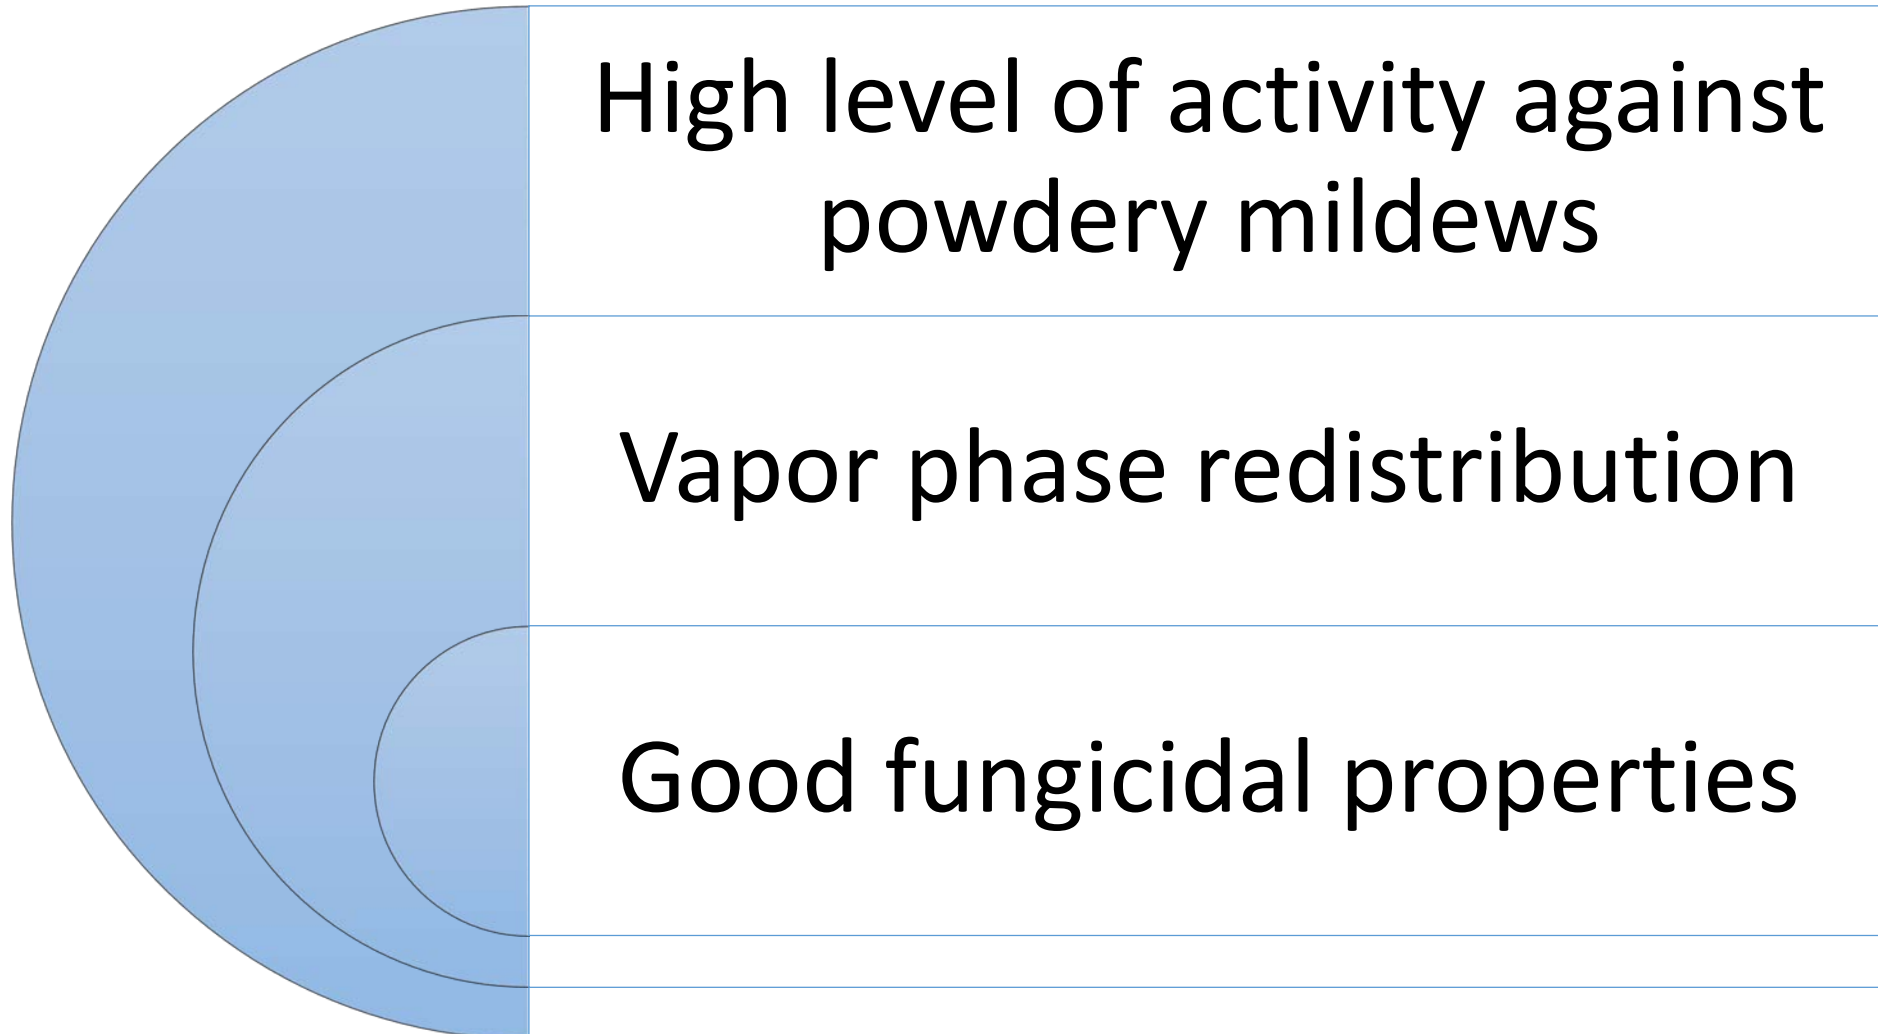 High level of activity against
powdery mildews
Vapor phase redistribution
Good fungicidal properties